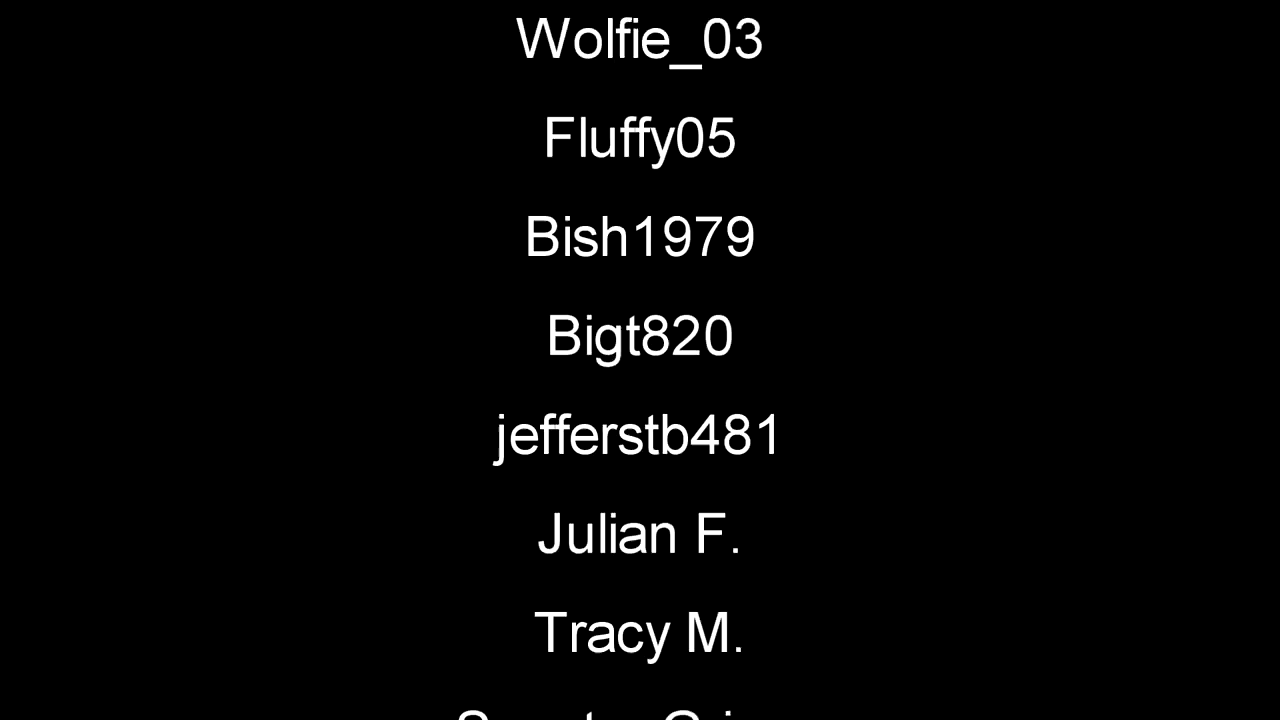 Wolfie_03
Fluffy05
Bish1979
Bigt820
jefferstb481
Julian F.
Tracy M.